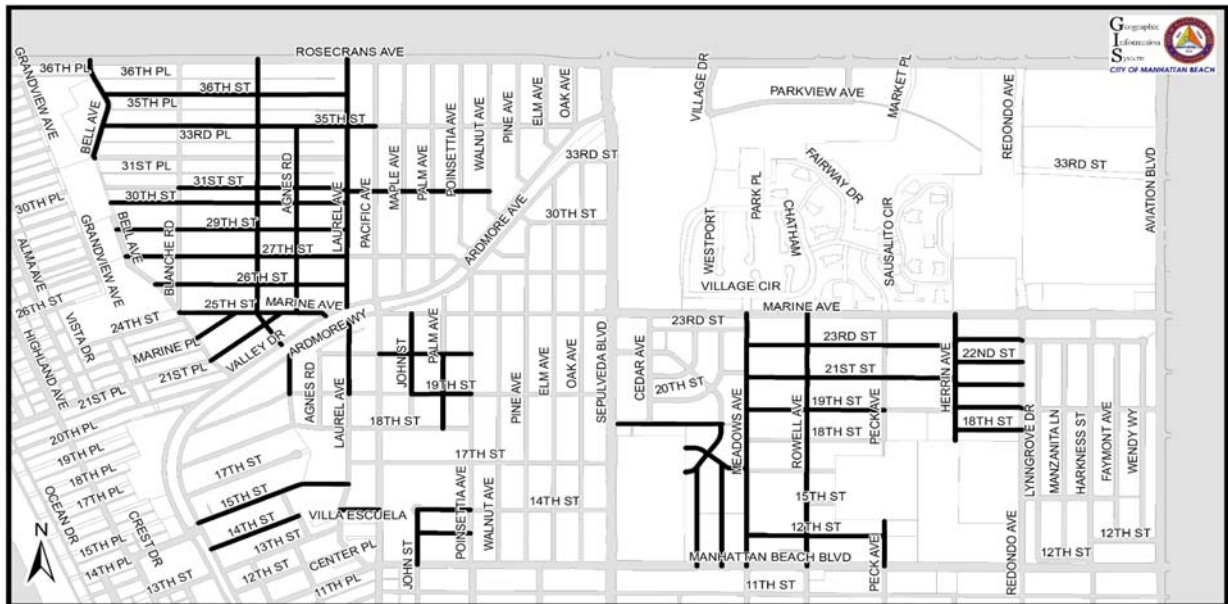 Geographic
Information
System
CITY OF MANHATTAN BEACH
ROSECRANS AVE
GRANDVIEW AVE
36TH PL
36TH PL
36TH ST
35TH PL
35TH ST
33RD PL
BELL AVE
31ST PL
31ST ST
30TH ST
30TH PL
29TH ST
27TH ST
26TH ST
25TH ST
MARINE AVE
AGNES RD
LAUREL AVE
PACIFIC AVE
MAPLE AVE
PALM AVE
POINSETTIA AVE
WALNUT AVE
PINE AVE
ELM AVE
OAK AVE
33RD ST
30TH ST
ARDMORE AVE
VILLAGE DR
PARKVIEW AVE
MARKET PL
REDONDO AVE
33RD ST
AVIATION BLVD
FAIRWAY DR
PARK PL
CHATHAM
WESTPORT
SAUSALITO CIR
VILLAGE CIR
MARINE AVE
BELL AVE
BLANCHE RD
GRANDVIEW AVE
ALMA AVE
26TH ST
HIGHLAND AVE
VISTA DR
24TH ST
MARINE PL
VALLEY DR
ARDMORE WY
21ST PL
21ST PL
20TH PL
19TH PL
18TH PL
17TH PL
OCEAN DR
15TH PL
14TH PL
13TH ST
CREST DR
17TH ST
15TH ST
14TH ST
13TH ST
12TH ST
11TH PL
CENTER PL
VILLA ESCUELA
AGNES RD
LAUREL AVE
JOHN ST
PALM AVE
19TH ST
18TH ST
PINE AVE
ELM AVE
OAK AVE
SEPULVEDA BLVD
17TH ST
14TH ST
POINSETTIA AVE
WALNUT AVE
JOHN ST
23RD ST
CEDAR AVE
20TH ST
MEADOWS AVE
23RD ST
21ST ST
19TH ST
18TH ST
ROWELL AVE
PECK AVE
15TH ST
12TH ST
MANHATTAN BEACH BLVD
11TH ST
PECK AVE
HERRIN AVE
22ND ST
18TH ST
LYNNGROVE DR
MANZANITA LN
HARKNESS ST
FAYMONT AVE
WENDY WY
REDONDO AVE
12TH ST
12TH ST
N